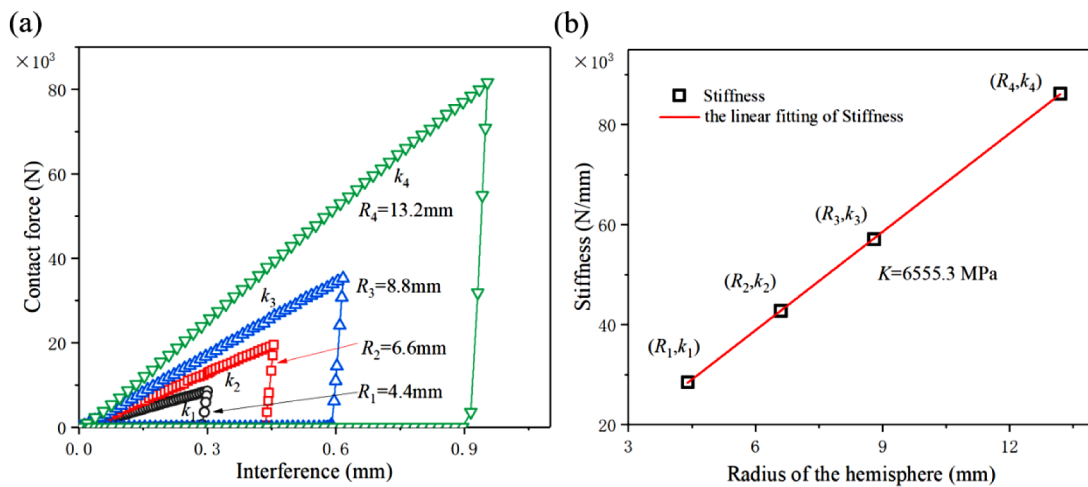 (a)
×10³
80
60
40
20
0
0.0
0.3
0.6
0.9
Contact force (N)
Interference (mm)
k₄
R₄=13.2mm
k₃
R₃=8.8mm
R₂=6.6mm
k₂
R₁=4.4mm
k₁
(b)
×10³
80
60
40
20
3
6
9
12
Stiffness (N/mm)
Radius of the hemisphere (mm)
Stiffness
the linear fitting of Stiffness
(R₄,k₄)
(R₃,k₃)
(R₂,k₂)
(R₁,k₁)
K=6555.3 MPa